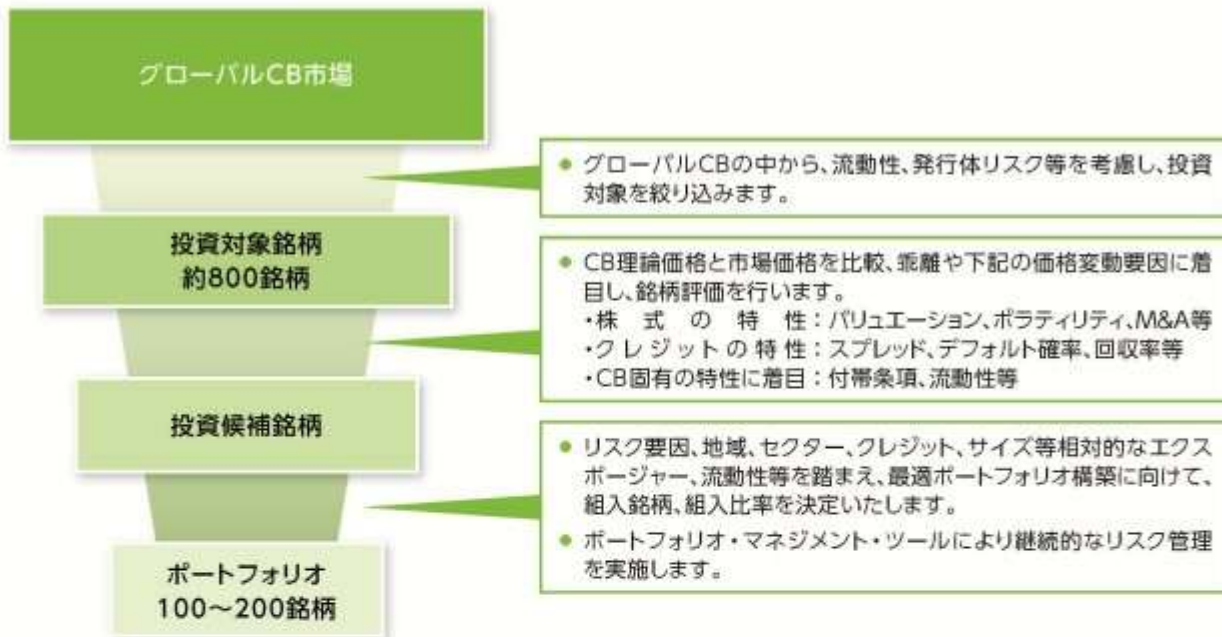 グローバルCB市場
● グローバルCBの中から、流動性、発行体リスク等を考慮し、投資
対象を絞り込みます。
投資対象銘柄
約800銘柄
● CB理論価格と市場価格を比較、乖離や下記の価格変動要因に着
目し、銘柄評価を行います。
・株式の特性：バリュエーション、ボラティリティ、M&A等
・クレジットの特性：スプレッド、デフォルト確率、回収率等
・CB固有の特性に着目：付帯条項、流動性等
投資候補銘柄
● リスク要因、地域、セクター、クレジット、サイズ等相対的なエクス
ポージャー、流動性等を踏まえ、最適ポートフォリオ構築に向けて、
組入銘柄、組入比率を決定いたします。
● ポートフォリオ・マネジメント・ツールにより継続的なリスク管理
を実施します。
ポートフォリオ
100～200銘柄